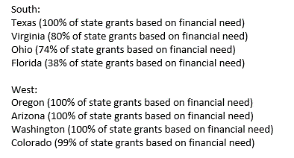 South:
Texas (100% of state grants based on financial need)
Virginia (80% of state grants based on financial need)
Ohio (74% of state grants based on financial need)
Florida (38% of state grants based on financial need)
West:
Oregon (100% of state grants based on financial need)
Arizona (100% of state grants based on financial need)
Washington (100% of state grants based on financial need)
Colorado (99% of state grants based on financial need)